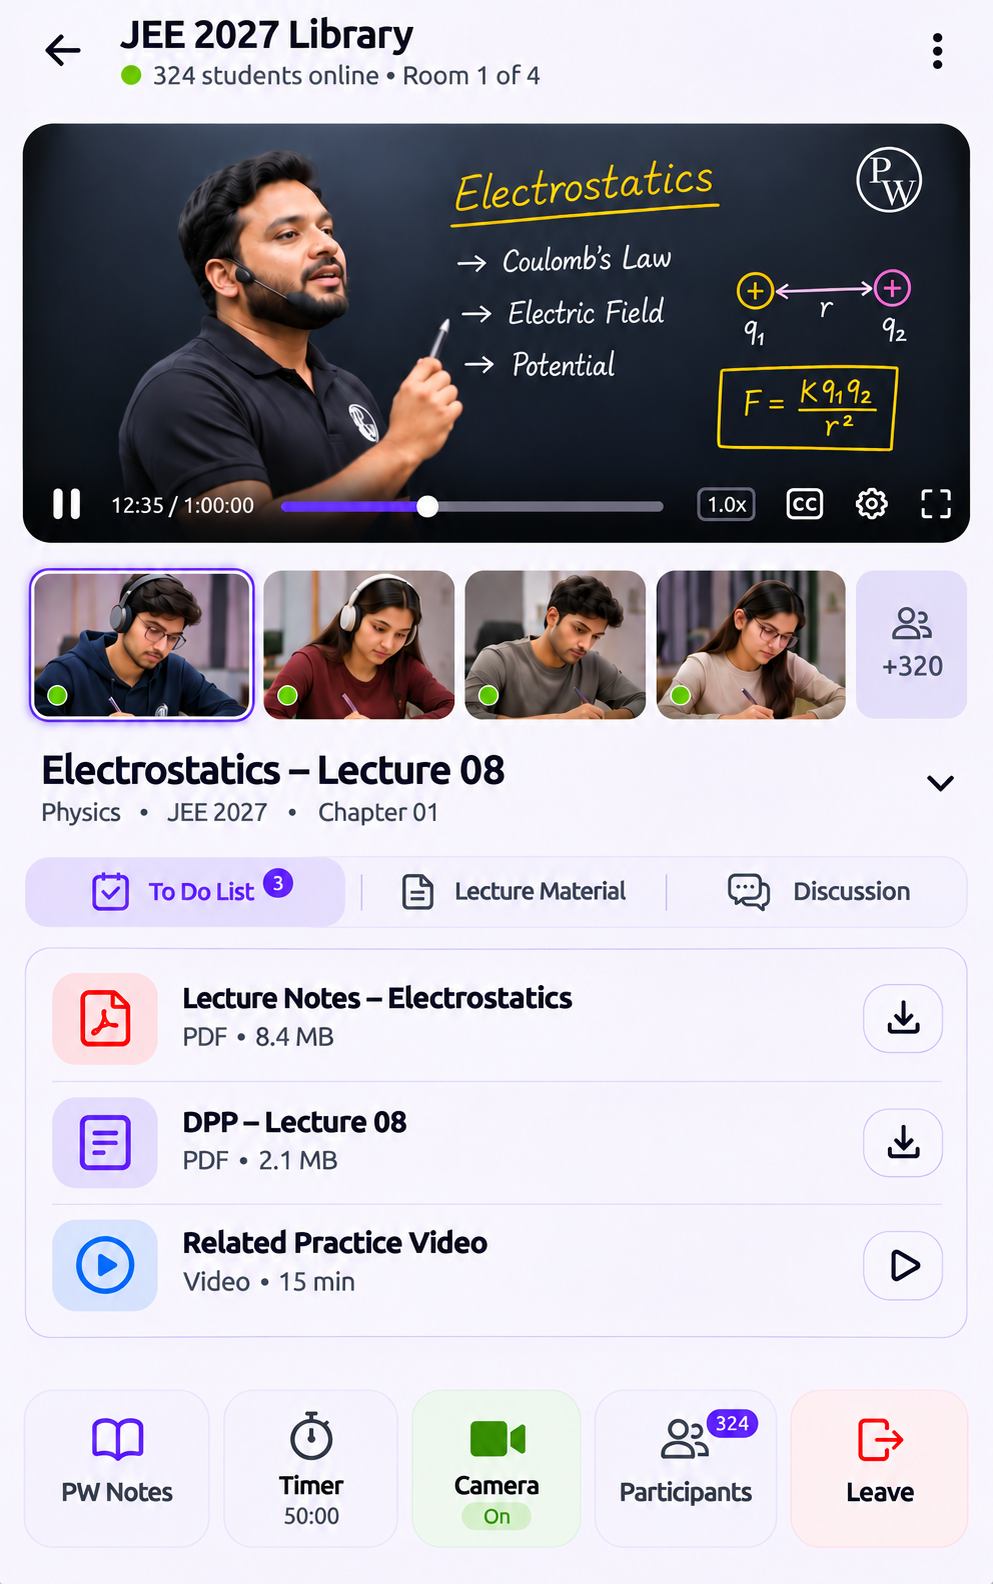 JEE 2027 Library
324 students online • Room 1 of 4
Electrostatics
PW
→ Coulomb's Law
→ Electric Field
→ Potential
+ ↔ +
r
q₁ q₂
F = Kq₁q₂ / r²
PW
12:35 / 1:00:00 1.0x CC
+320
Electrostatics – Lecture 08
Physics • JEE 2027 • Chapter 01
To Do List 3 Lecture Material Discussion
Lecture Notes – Electrostatics
PDF • 8.4 MB
DPP – Lecture 08
PDF • 2.1 MB
Related Practice Video
Video • 15 min
PW Notes
Timer
50:00
Camera
On
324
Participants
Leave